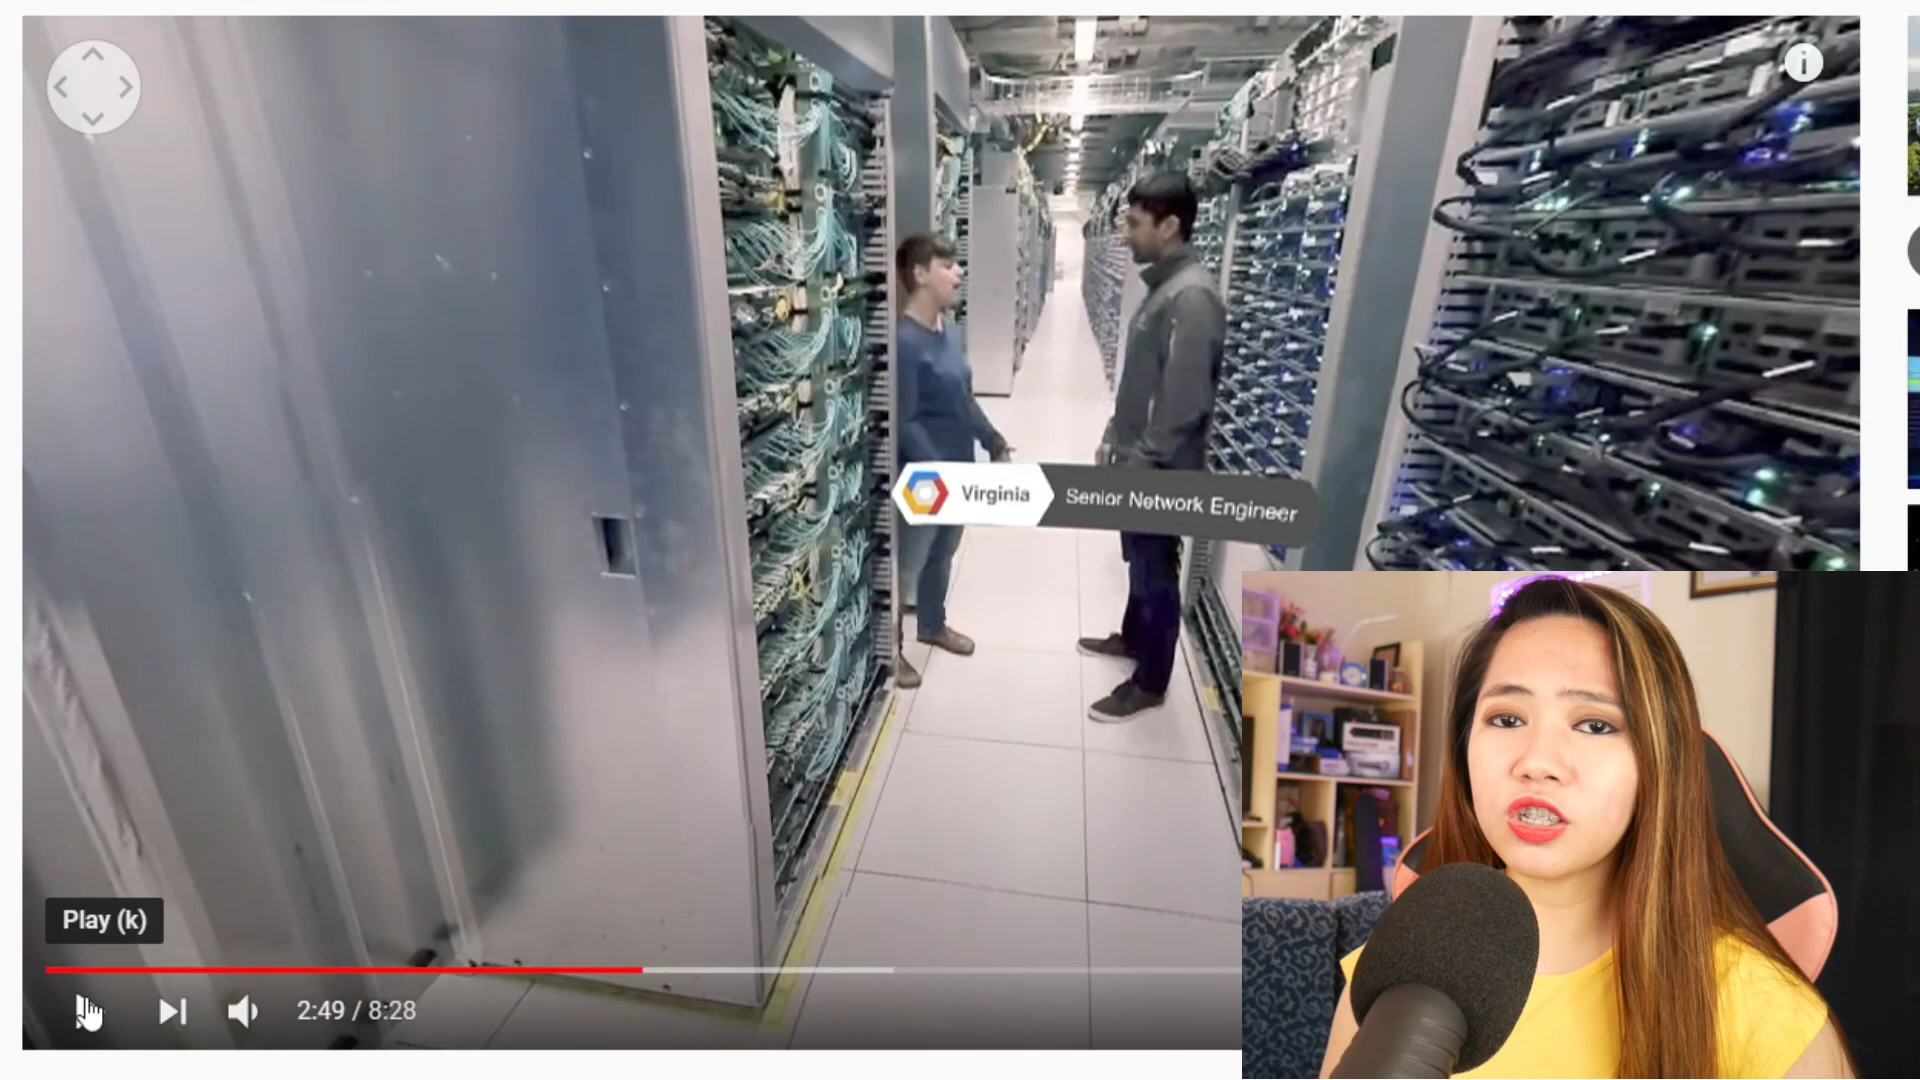 Virginia
Senior Network Engineer
Play (k)
2:49 / 8:28